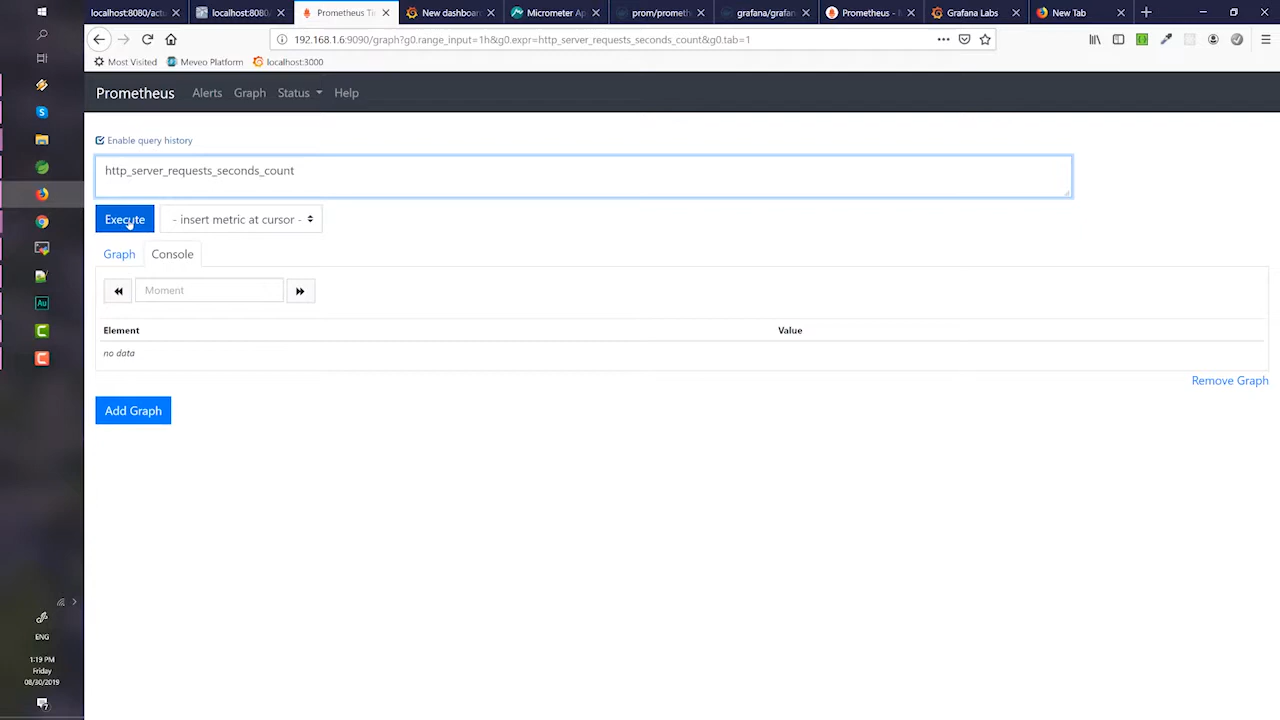 localhost:8080/actu
localhost:8080/
Prometheus Ti
New dashboar
Micrometer Ap
prom/prometh
grafana/grafan
Prometheus - M
Grafana Labs
New Tab
192.168.1.6:9090/graph?g0.range_input=1h&g0.expr=http_server_requests_seconds_count&g0.tab=1
Most Visited
Meveo Platform
localhost:3000
Prometheus
Alerts
Graph
Status
Help
Enable query history
http_server_requests_seconds_count
Execute
- insert metric at cursor -
Graph
Console
Moment
Element
Value
no data
Remove Graph
Add Graph
Au
ENG
1:19 PM
Friday
08/30/2019